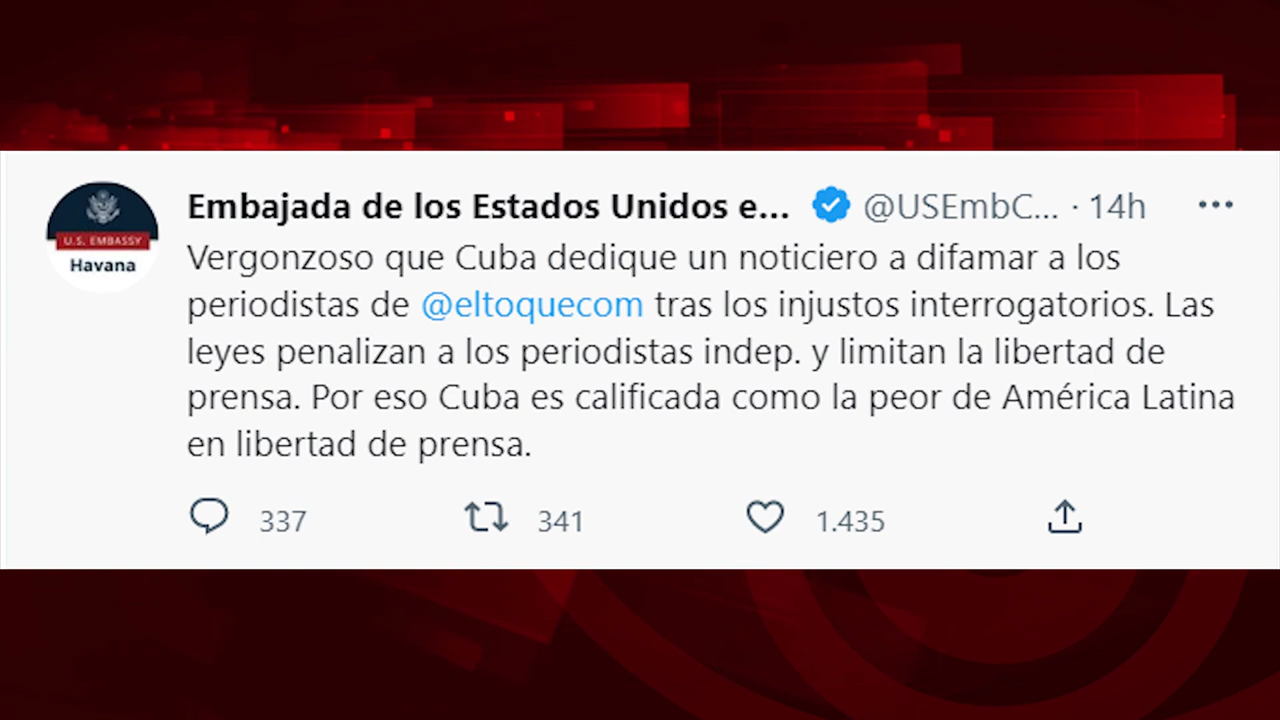 U.S. EMBASSY
Havana
Embajada de los Estados Unidos e... @USEmbC... · 14h
Vergonzoso que Cuba dedique un noticiero a difamar a los
periodistas de @eltoquecom tras los injustos interrogatorios. Las
leyes penalizan a los periodistas indep. y limitan la libertad de
prensa. Por eso Cuba es calificada como la peor de América Latina
en libertad de prensa.
337 341 1.435